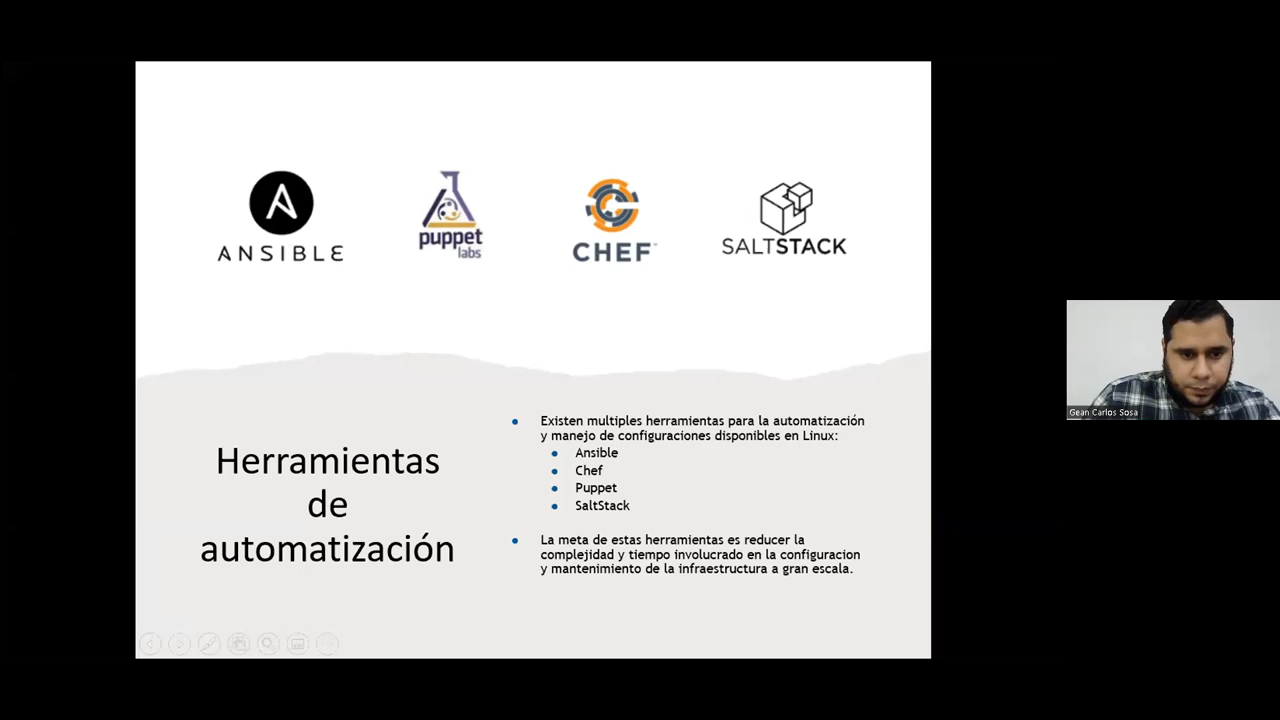 ANSIBLE
puppet
labs
CHEF
SALTSTACK
Herramientas
de
automatización
Existen multiples herramientas para la automatización
y manejo de configuraciones disponibles en Linux:
Ansible
Chef
Puppet
SaltStack
La meta de estas herramientas es reducer la
complejidad y tiempo involucrado en la configuracion
y mantenimiento de la infraestructura a gran escala.
Gean Carlos Sosa